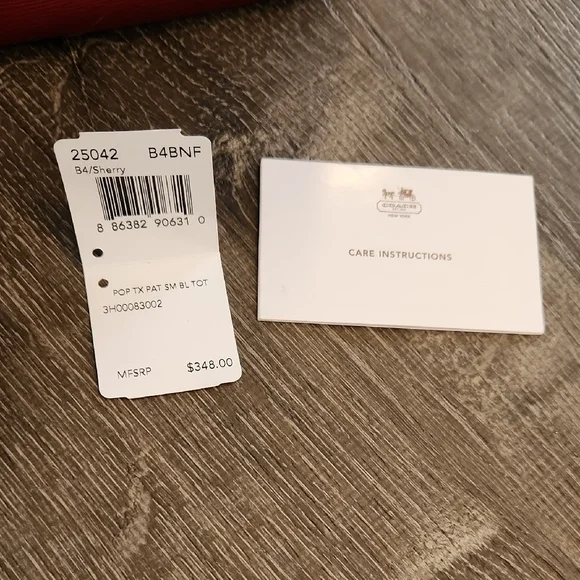 25042 B4BNF
B4/Sherry
8 86382 90631 0
POP TX PAT SM BL TOT
3H00083002
MFSRP $348.00
COACH
NEW YORK
CARE INSTRUCTIONS